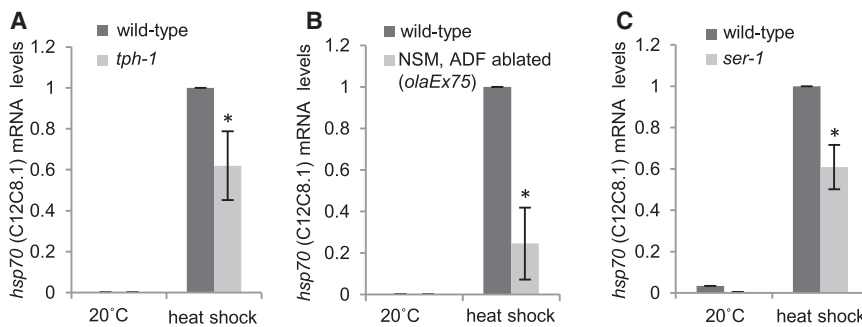 A
wild-type
tph-1
hsp70 (C12C8.1) mRNA levels
1.2
1
0.8
0.6
0.4
0.2
0
*
20˚C
heat shock
B
wild-type
NSM, ADF ablated
(olaEx75)
hsp70 (C12C8.1) mRNA levels
1.2
1
0.8
0.6
0.4
0.2
0
*
20˚C
heat shock
C
wild-type
ser-1
hsp70 (C12C8.1) mRNA levels
1.2
1
0.8
0.6
0.4
0.2
0
*
20˚C
heat shock